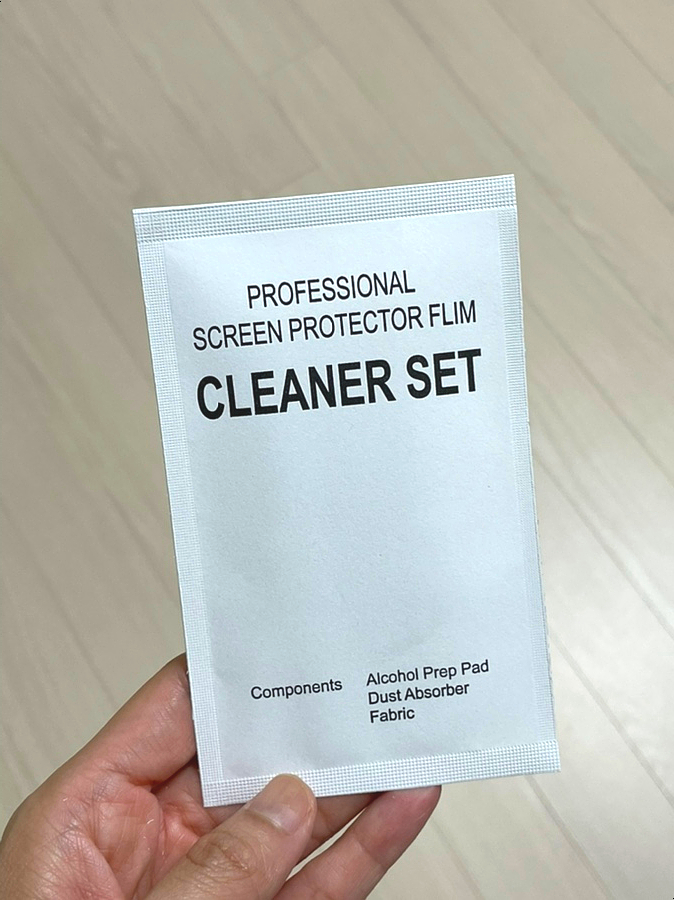 PROFESSIONAL
SCREEN PROTECTOR FLIM
CLEANER SET
Components Alcohol Prep Pad
Dust Absorber
Fabric